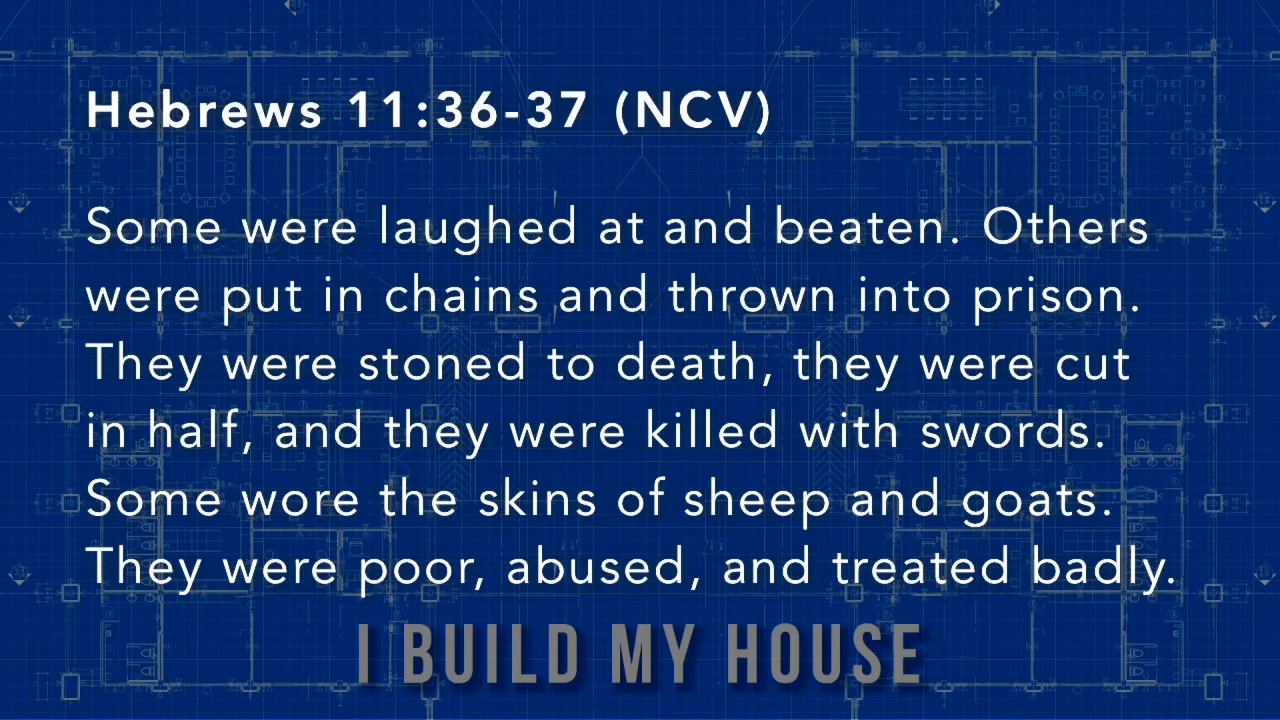 Hebrews 11:36-37 (NCV)
Some were laughed at and beaten. Others
were put in chains and thrown into prison.
They were stoned to death, they were cut
in half, and they were killed with swords.
Some wore the skins of sheep and goats.
They were poor, abused, and treated badly.
I BUILD MY HOUSE